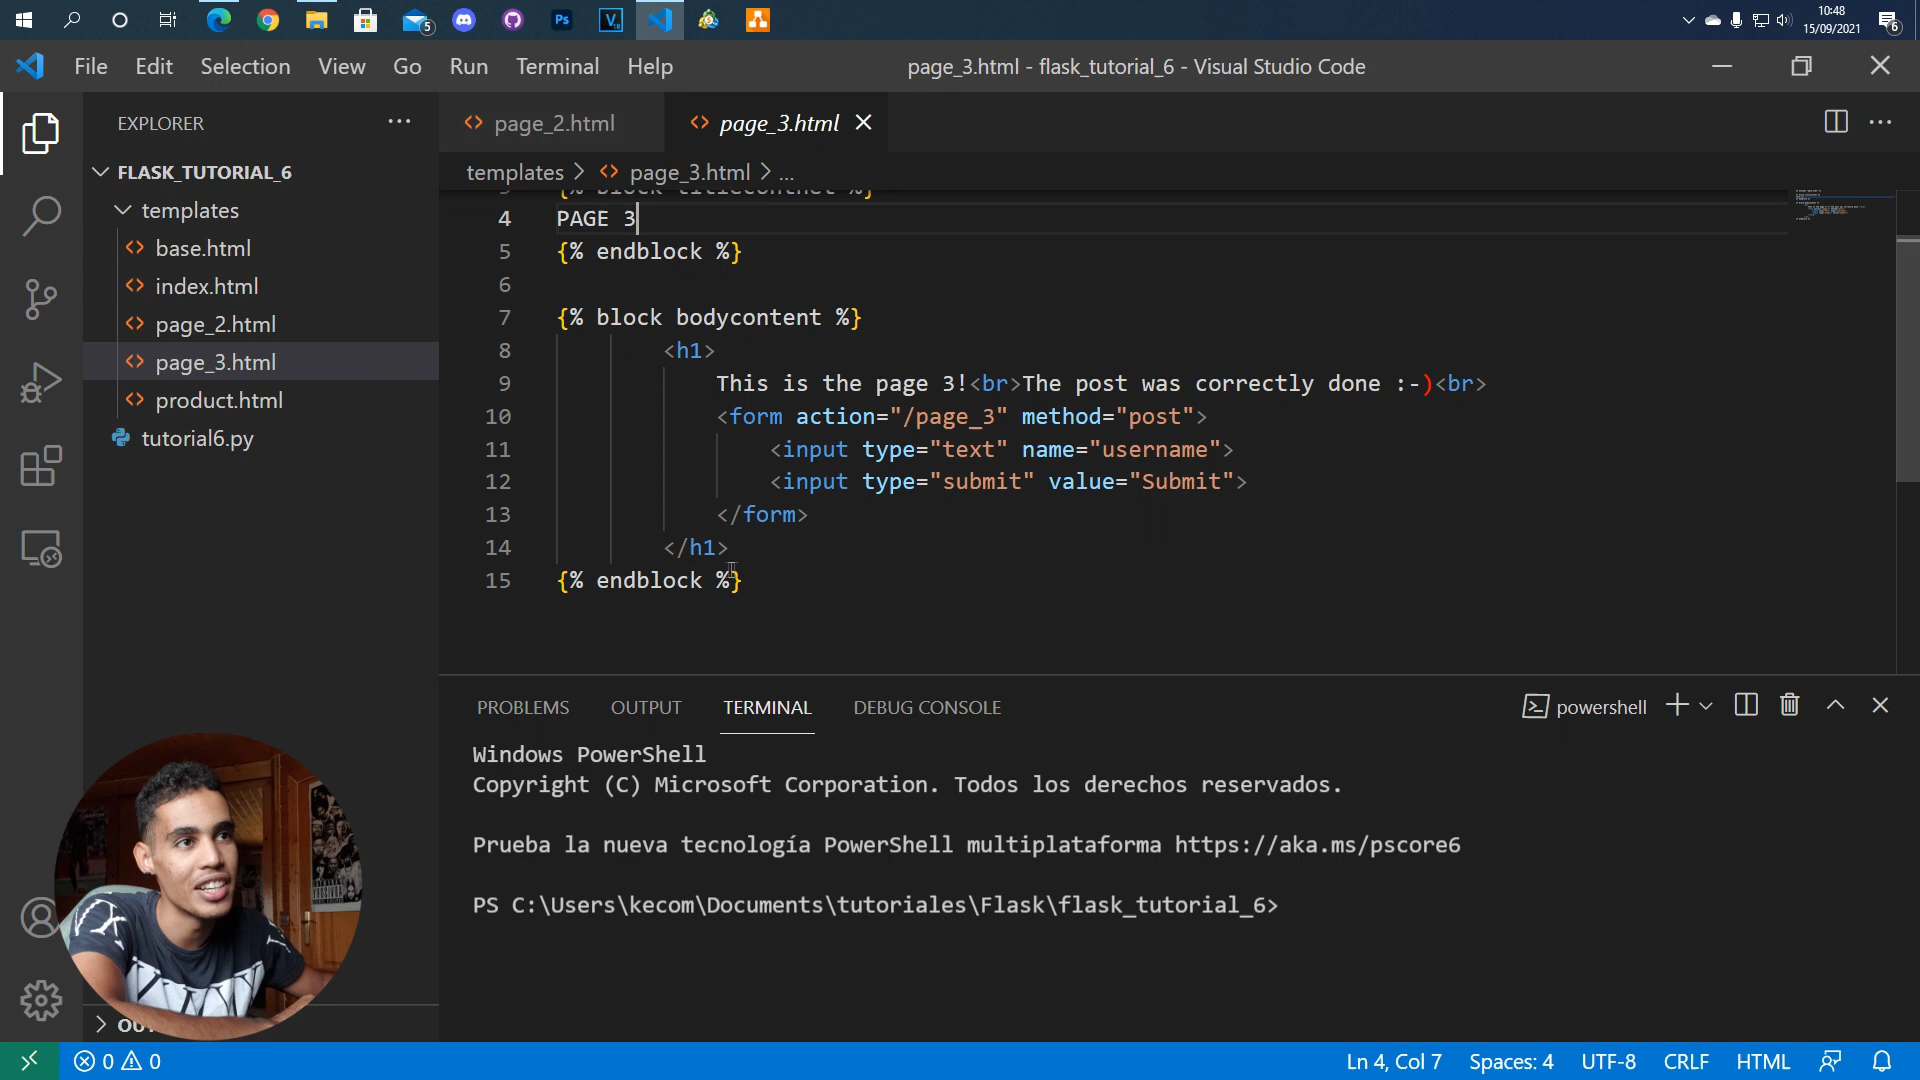 5
Ps
10:48
15/09/2021
6
File Edit Selection View Go Run Terminal Help
page_3.html - flask_tutorial_6 - Visual Studio Code
EXPLORER
FLASK_TUTORIAL_6
templates
base.html
index.html
page_2.html
page_3.html
product.html
tutorial6.py
page_2.html
page_3.html
templates > page_3.html > ...
{% block titlecontnet %}
4 PAGE 3
5 {% endblock %}
6
7 {% block bodycontent %}
8 <h1>
9 This is the page 3!<br>The post was correctly done :-)<br>
10 <form action="/page_3" method="post">
11 <input type="text" name="username">
12 <input type="submit" value="Submit">
13 </form>
14 </h1>
15 {% endblock %}
PROBLEMS OUTPUT TERMINAL DEBUG CONSOLE
powershell
Windows PowerShell
Copyright (C) Microsoft Corporation. Todos los derechos reservados.
Prueba la nueva tecnología PowerShell multiplataforma https://aka.ms/pscore6
PS C:\Users\kecom\Documents\tutoriales\Flask\flask_tutorial_6>
0 0
Ln 4, Col 7 Spaces: 4 UTF-8 CRLF HTML